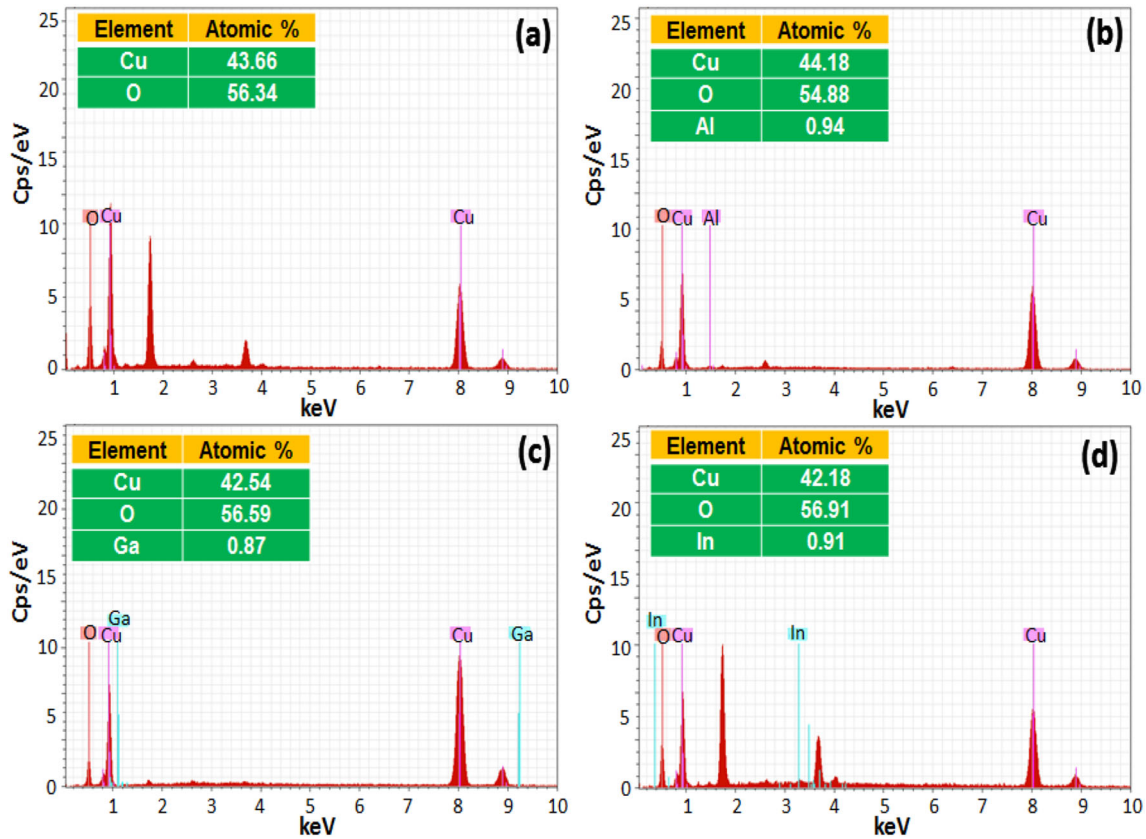 (a)
Element Atomic %
Cu 43.66
O 56.34
Cps/eV
25
20
15
10
5
0
O Cu Cu
1 2 3 4 5 6 7 8 9 10
keV
(b)
Element Atomic %
Cu 44.18
O 54.88
Al 0.94
Cps/eV
25
20
15
10
5
0
O Cu Al Cu
1 2 3 4 5 6 7 8 9 10
keV
(c)
Element Atomic %
Cu 42.54
O 56.59
Ga 0.87
Cps/eV
25
20
15
10
5
0
Ga
O Cu Cu Ga
1 2 3 4 5 6 7 8 9 10
keV
(d)
Element Atomic %
Cu 42.18
O 56.91
In 0.91
Cps/eV
25
20
15
10
5
0
In
O Cu In Cu
1 2 3 4 5 6 7 8 9 10
keV